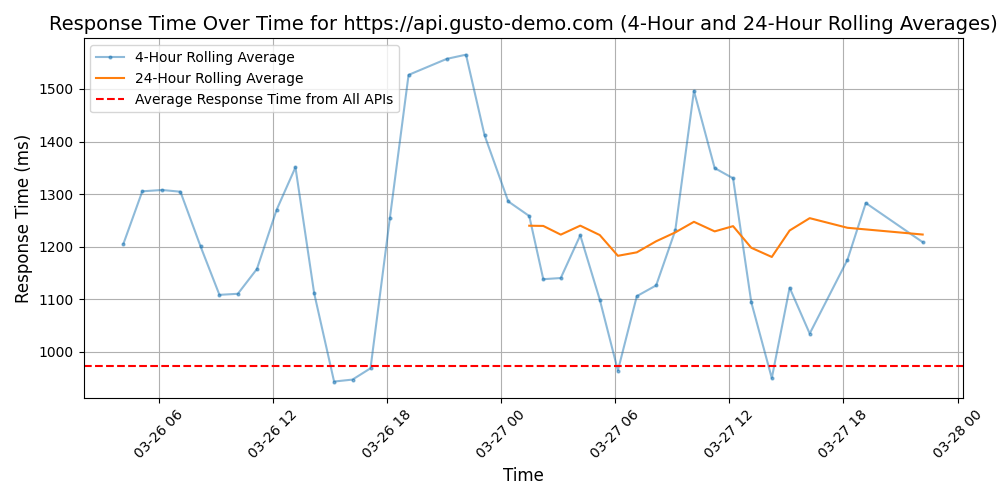 Response Time Over Time for https://api.gusto-demo.com (4-Hour and 24-Hour Rolling Averages)
4-Hour Rolling Average
24-Hour Rolling Average
Average Response Time from All APIs
Response Time (ms)
1500
1400
1300
1200
1100
1000
03-26 06
03-26 12
03-26 18
03-27 00
03-27 06
03-27 12
03-27 18
03-28 00
Time